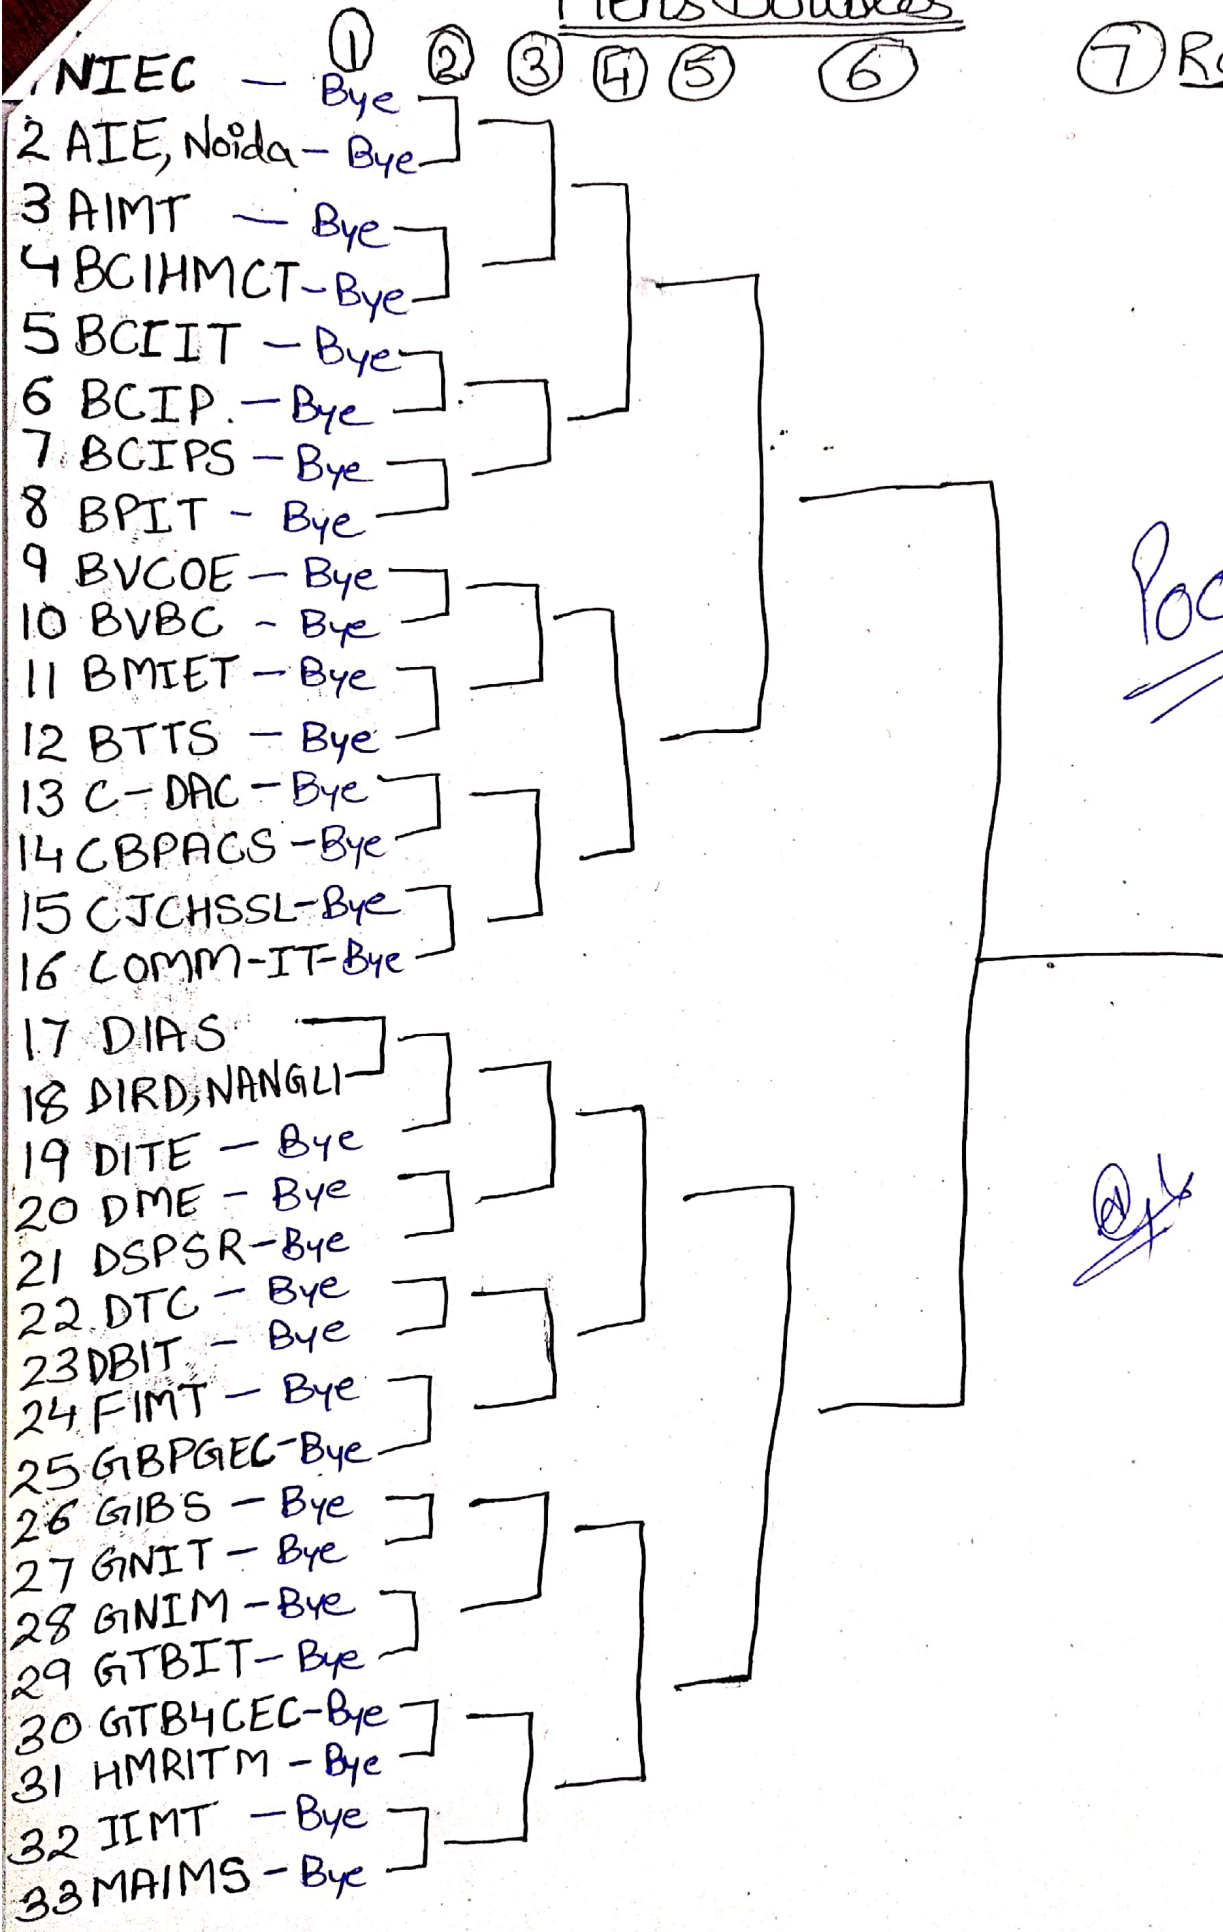 Mens Doubles
① ② ③ ④ ⑤ ⑥ ⑦
NIEC — Bye
2 AIE, Noida — Bye
3 AIMT — Bye
4 BCIHMCT - Bye
5 BCIIT — Bye
6 BCIP. — Bye
7 BCIPS — Bye
8 BPIT - Bye
9 BVCOE — Bye
10 BVBC - Bye
11 BMIET — Bye
12 BTTS — Bye
13 C-DAC - Bye
14 CBPACS - Bye
15 CJCHSSL - Bye
16 COMM-IT - Bye
17 DIAS
18 DIRD, NANGLI
19 DITE — Bye
20 DME - Bye
21 DSPSR - Bye
22 DTC - Bye
23 DBIT - Bye
24 FIMT — Bye
25 GBPGEC - Bye
26 GIBS — Bye
27 GNIT — Bye
28 GNIM - Bye
29 GTBIT - Bye
30 GTB4CEC - Bye
31 HMRITM - Bye
32 IIMT — Bye
33 MAIMS - Bye